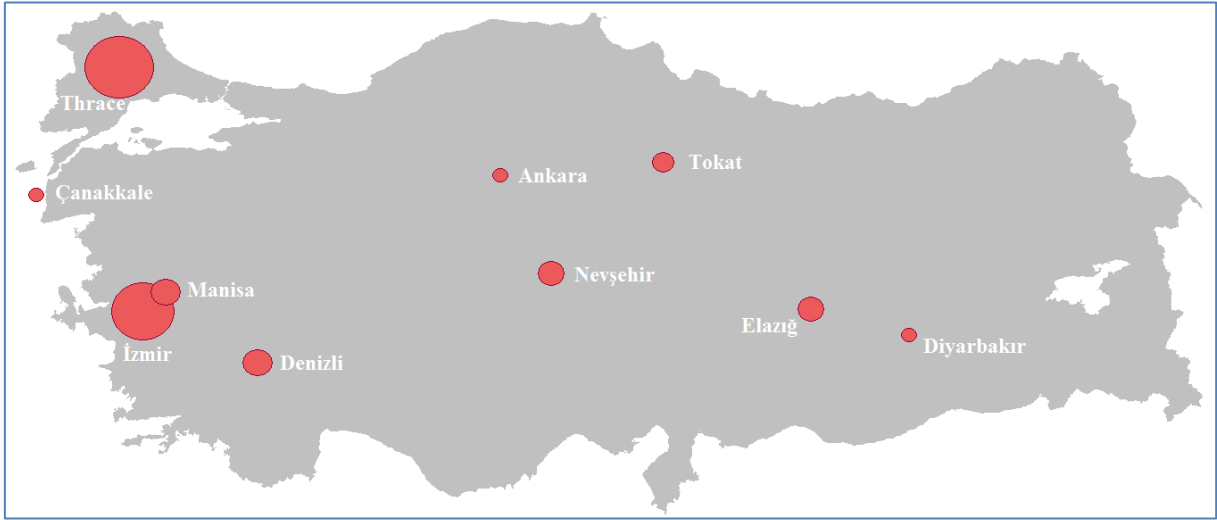 Thrace
Tokat
Ankara
Çanakkale
Nevşehir
Manisa
Elazığ
Diyarbakır
İzmir
Denizli